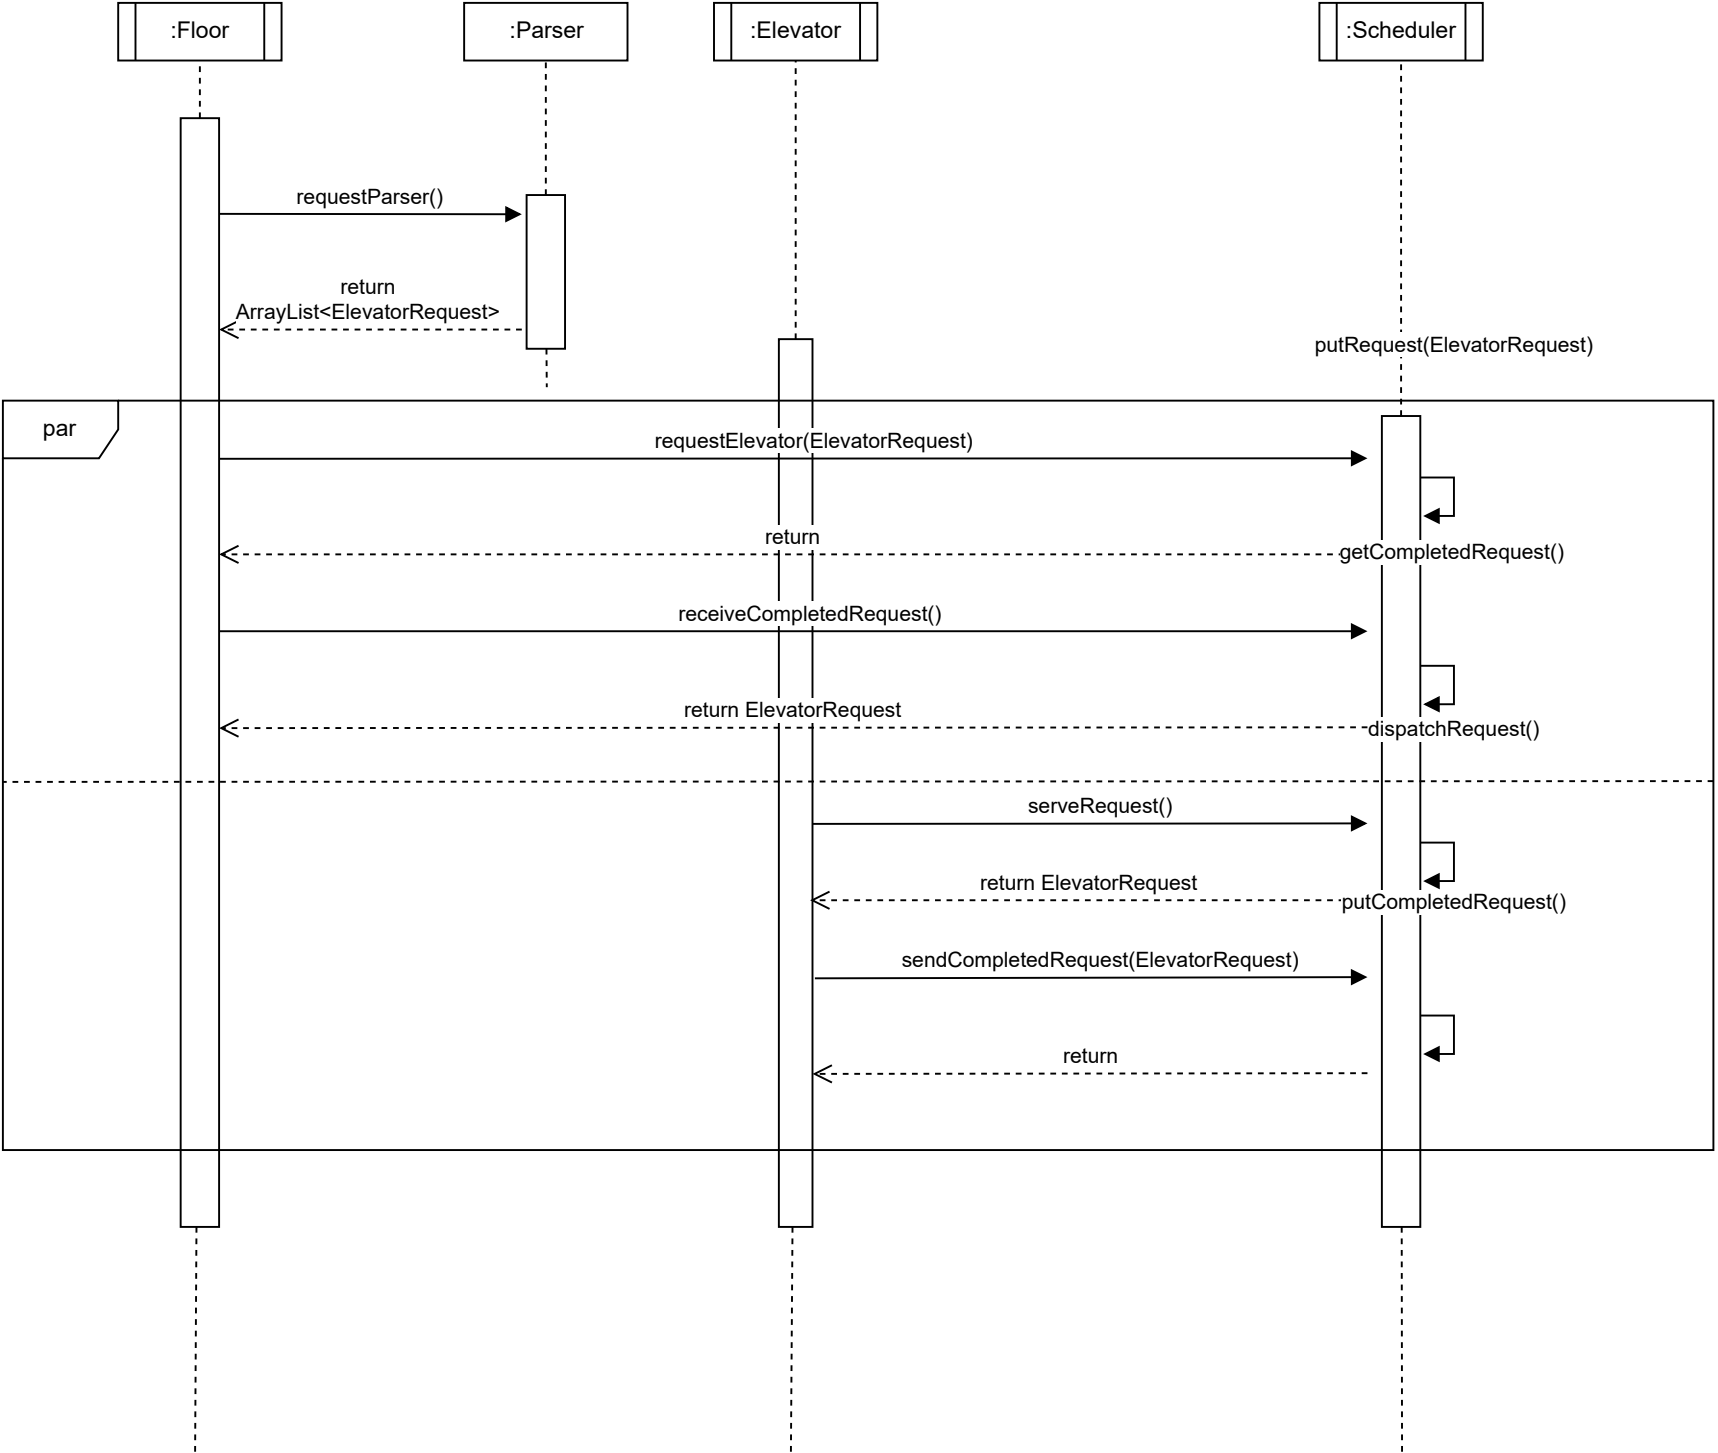 :Floor
:Parser
:Elevator
:Scheduler
requestParser()
return
ArrayList<ElevatorRequest>
putRequest(ElevatorRequest)
par
requestElevator(ElevatorRequest)
return
getCompletedRequest()
receiveCompletedRequest()
return ElevatorRequest
dispatchRequest()
serveRequest()
return ElevatorRequest
putCompletedRequest()
sendCompletedRequest(ElevatorRequest)
return